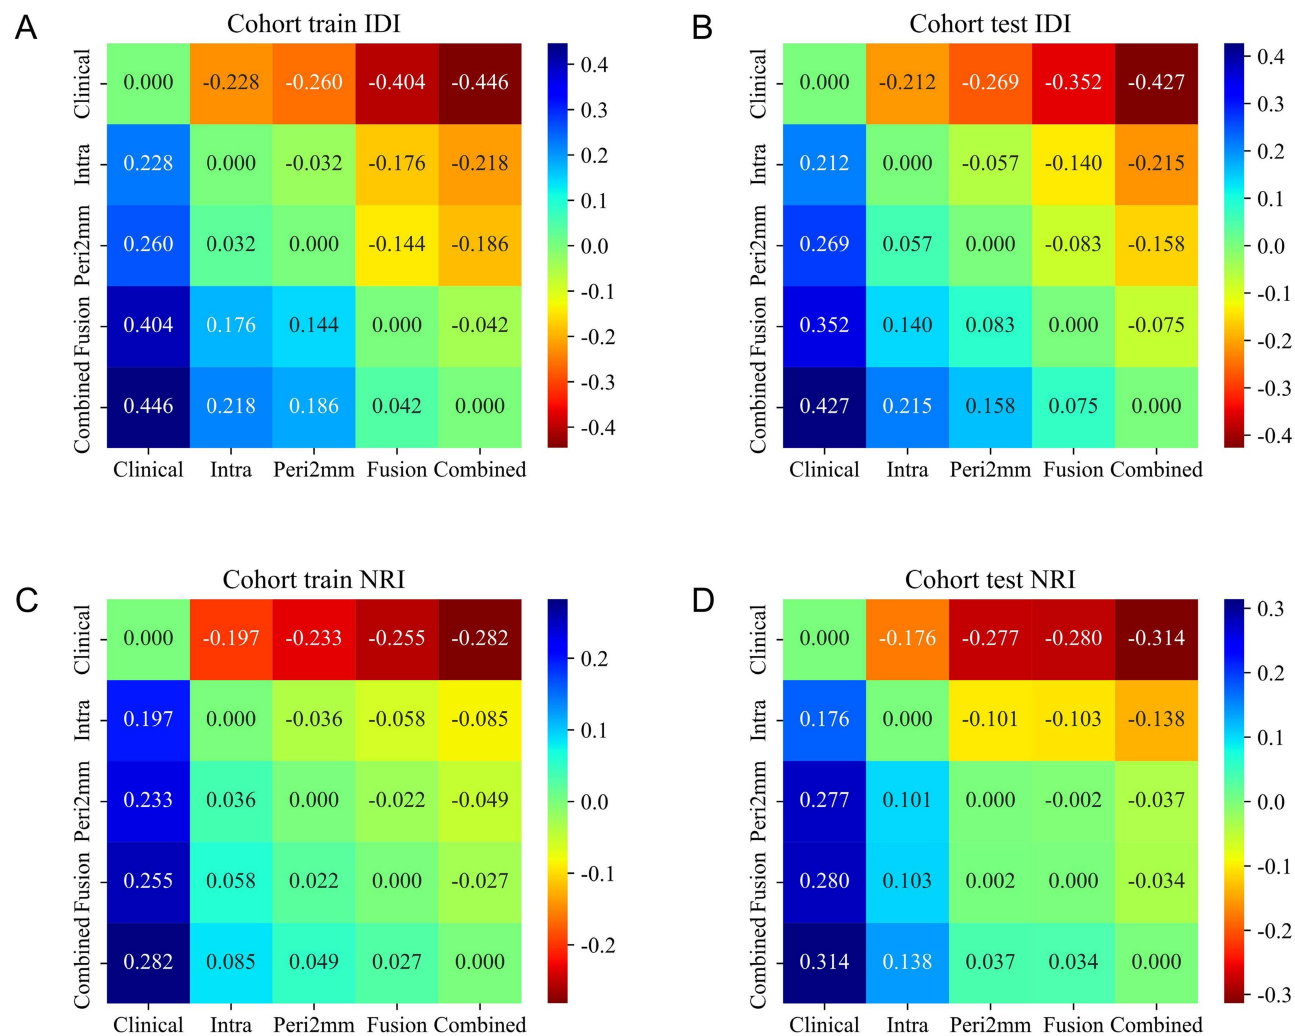 A
Cohort train IDI
Clinical 0.000 -0.228 -0.260 -0.404 -0.446
Intra 0.228 0.000 -0.032 -0.176 -0.218
Peri2mm 0.260 0.032 0.000 -0.144 -0.186
Fusion 0.404 0.176 0.144 0.000 -0.042
Combined 0.446 0.218 0.186 0.042 0.000
Clinical Intra Peri2mm Fusion Combined
0.4
0.3
0.2
0.1
0.0
-0.1
-0.2
-0.3
-0.4
B
Cohort test IDI
Clinical 0.000 -0.212 -0.269 -0.352 -0.427
Intra 0.212 0.000 -0.057 -0.140 -0.215
Peri2mm 0.269 0.057 0.000 -0.083 -0.158
Fusion 0.352 0.140 0.083 0.000 -0.075
Combined 0.427 0.215 0.158 0.075 0.000
Clinical Intra Peri2mm Fusion Combined
0.4
0.3
0.2
0.1
0.0
-0.1
-0.2
-0.3
-0.4
C
Cohort train NRI
Clinical 0.000 -0.197 -0.233 -0.255 -0.282
Intra 0.197 0.000 -0.036 -0.058 -0.085
Peri2mm 0.233 0.036 0.000 -0.022 -0.049
Fusion 0.255 0.058 0.022 0.000 -0.027
Combined 0.282 0.085 0.049 0.027 0.000
Clinical Intra Peri2mm Fusion Combined
0.2
0.1
0.0
-0.1
-0.2
D
Cohort test NRI
Clinical 0.000 -0.176 -0.277 -0.280 -0.314
Intra 0.176 0.000 -0.101 -0.103 -0.138
Peri2mm 0.277 0.101 0.000 -0.002 -0.037
Fusion 0.280 0.103 0.002 0.000 -0.034
Combined 0.314 0.138 0.037 0.034 0.000
Clinical Intra Peri2mm Fusion Combined
0.3
0.2
0.1
0.0
-0.1
-0.2
-0.3